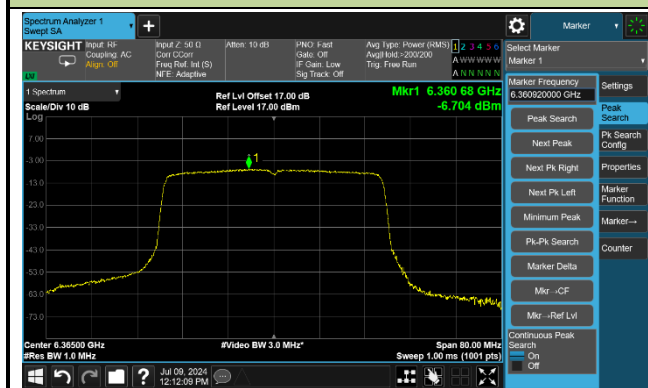 Spectrum Analyzer 1
Swept SA
+
Marker
KEYSIGHT
Input: RF
Coupling: AC
Align: Off
Input Z: 50 Ω
Corr CCorr
Freq Ref: Int (S)
NFE: Adaptive
Atten: 10 dB
PNO: Fast
Gate: Off
IF Gain: Low
Sig Track: Off
Avg Type: Power (RMS)
Avg|Hold:>200/200
Trig: Free Run
1 2 3 4 5 6
A W W W W W
A N N N N N
LU
Select Marker
Marker 1
1 Spectrum
Scale/Div 10 dB
Log
Ref Lvl Offset 17.00 dB
Ref Level 17.00 dBm
Mkr1 6.360 68 GHz
-6.704 dBm
7.00
-3.00
-13.0
-23.0
-33.0
-43.0
-53.0
-63.0
-73.0
1
Center 6.36500 GHz
#Res BW 1.0 MHz
#Video BW 3.0 MHz*
Span 80.00 MHz
Sweep 1.00 ms (1001 pts)
Marker Frequency
6.360920000 GHz
Peak Search
Next Peak
Next Pk Right
Next Pk Left
Minimum Peak
Pk-Pk Search
Marker Delta
Mkr→CF
Mkr→Ref Lvl
Continuous Peak
Search
On
Off
Settings
Peak
Search
Pk Search
Config
Properties
Marker
Function
Marker→
Counter
?
Jul 09, 2024
12:12:09 PM